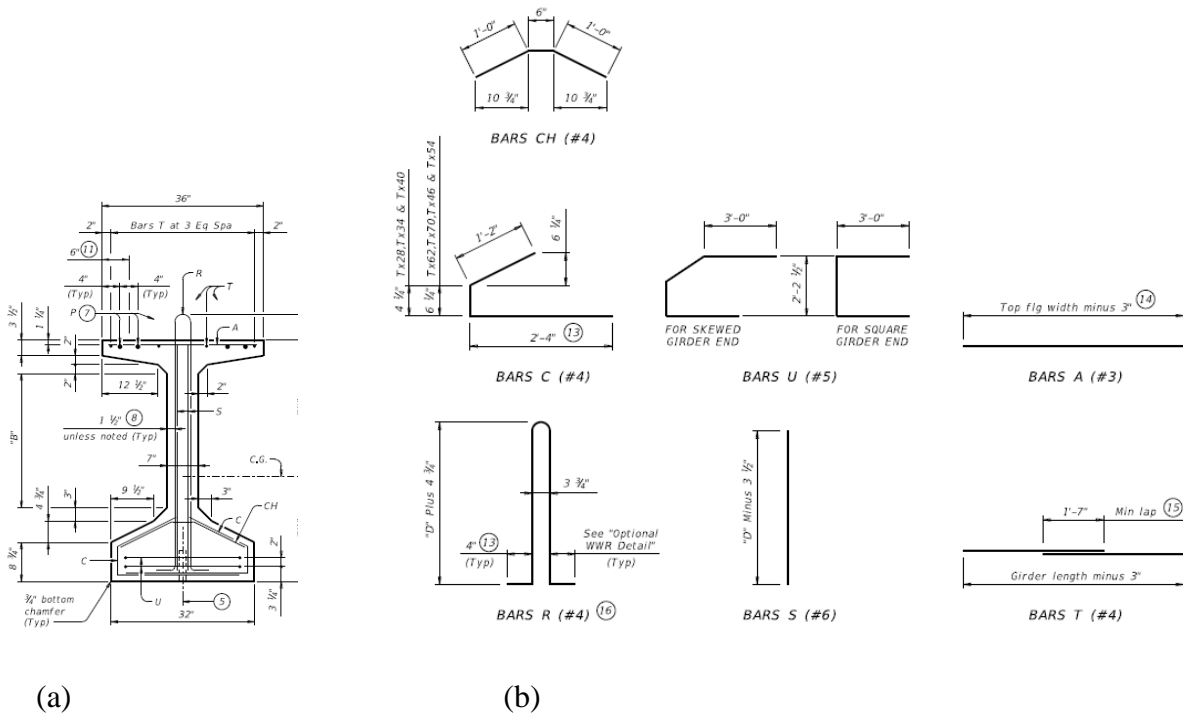 36"
2"
Bars T at 3 Eq Spa
2"
6" 11
4"
(Typ)
4"
(Typ)
R
T
P 7
A
3 ½"
1 ¼"
2"
2"
12 ½"
2"
"B"
S
1 ½" 8
unless noted (Typ)
7"
C.G.
9 ½"
3"
3"
4 ¾"
C
CH
8 ¾"
C
2"
3 ¼"
¾" bottom
chamfer
(Typ)
U
5
32"
(a)
6"
1'-0"
1'-0"
10 ¾"
10 ¾"
BARS CH (#4)
4 ¼" Tx28,Tx34 & Tx40
6 ¼" Tx62,Tx70,Tx46 & Tx54
1'-2"
6 ¼"
2'-4" 13
BARS C (#4)
3'-0"
3'-0"
2'-2 ½"
FOR SKEWED
GIRDER END
FOR SQUARE
GIRDER END
BARS U (#5)
Top flg width minus 3" 14
BARS A (#3)
"D" Plus 4 ¾"
3 ¾"
4" 13
(Typ)
See "Optional
WWR Detail"
(Typ)
BARS R (#4) 16
"D" Minus 3 ½"
BARS S (#6)
1'-7"
Min lap 15
Girder length minus 3"
BARS T (#4)
(b)